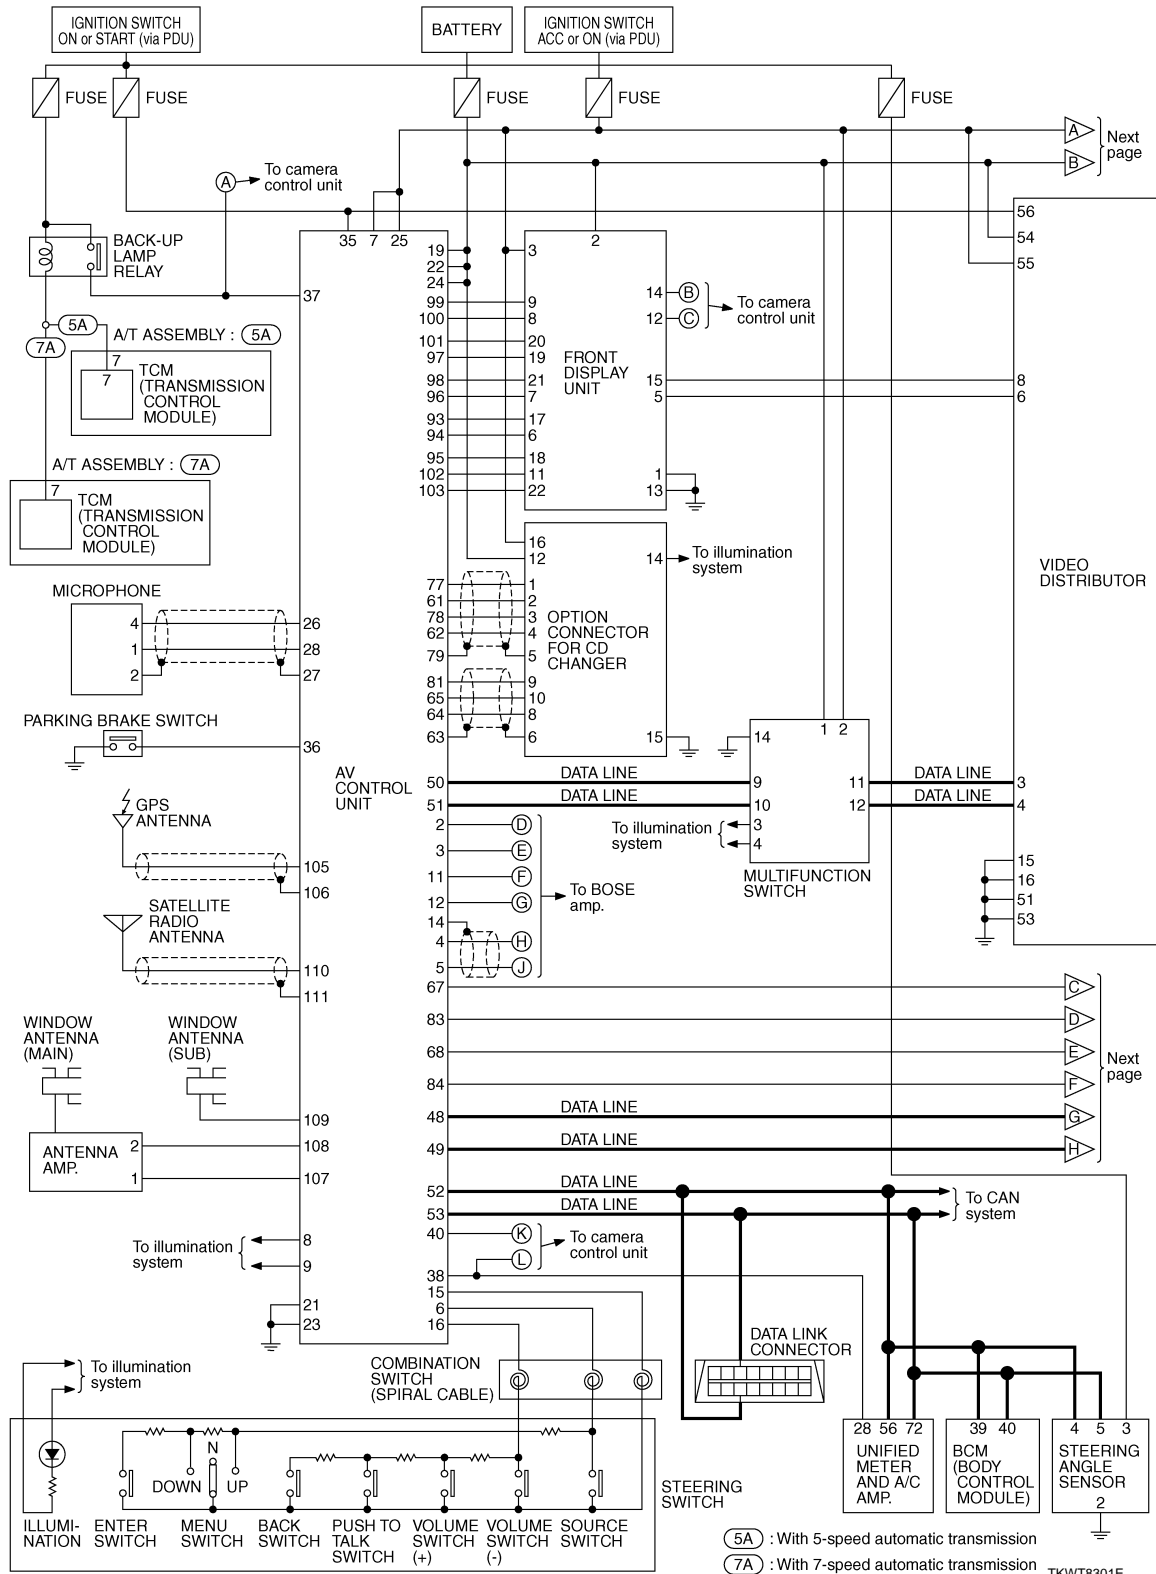 IGNITION SWITCH
ON or START (via PDU)
BATTERY
IGNITION SWITCH
ACC or ON (via PDU)
FUSE
FUSE
FUSE
FUSE
FUSE
A
B
Next
page
A
To camera
control unit
BACK-UP
LAMP
RELAY
5A
7A
A/T ASSEMBLY : 5A
7
7
TCM
(TRANSMISSION
CONTROL
MODULE)
A/T ASSEMBLY : 7A
7
TCM
(TRANSMISSION
CONTROL
MODULE)
MICROPHONE
4
1
2
PARKING BRAKE SWITCH
GPS
ANTENNA
SATELLITE
RADIO
ANTENNA
WINDOW
ANTENNA
(MAIN)
WINDOW
ANTENNA
(SUB)
ANTENNA
AMP.
2
1
To illumination
system
35 7 25
37
26
28
27
36
105
106
110
111
109
108
107
8
9
21
23
AV
CONTROL
UNIT
19
22
24
99
100
101
97
98
96
93
94
95
102
103
77
61
78
62
79
81
65
64
63
50
51
2
3
11
12
14
4
5
67
83
68
84
48
49
52
53
40
38
15
6
16
2
3
9
8
20
19
21
7
17
6
18
11
22
FRONT
DISPLAY
UNIT
14
12
15
5
1
13
B
C
To camera
control unit
16
12
1
2
3
4
5
9
10
8
6
OPTION
CONNECTOR
FOR CD
CHANGER
14
15
To illumination
system
DATA LINE
DATA LINE
1 2
14
9
10
3
4
11
12
To illumination
system
MULTIFUNCTION
SWITCH
DATA LINE
DATA LINE
56
54
55
8
6
3
4
15
16
51
53
VIDEO
DISTRIBUTOR
D
E
F
G
H
J
To BOSE
amp.
C
D
E
F
G
H
Next
page
DATA LINE
DATA LINE
DATA LINE
DATA LINE
To CAN
system
K
L
To camera
control unit
DATA LINK
CONNECTOR
COMBINATION
SWITCH
(SPIRAL CABLE)
To illumination
system
N
DOWN
UP
ILLUMI-
NATION
ENTER
SWITCH
MENU
SWITCH
BACK
SWITCH
PUSH TO
TALK
SWITCH
VOLUME
SWITCH
(+)
VOLUME
SWITCH
(-)
SOURCE
SWITCH
STEERING
SWITCH
28 56 72
UNIFIED
METER
AND A/C
AMP.
39 40
BCM
(BODY
CONTROL
MODULE)
4 5 3
STEERING
ANGLE
SENSOR
2
5A : With 5-speed automatic transmission
7A : With 7-speed automatic transmission
TKWT8301E